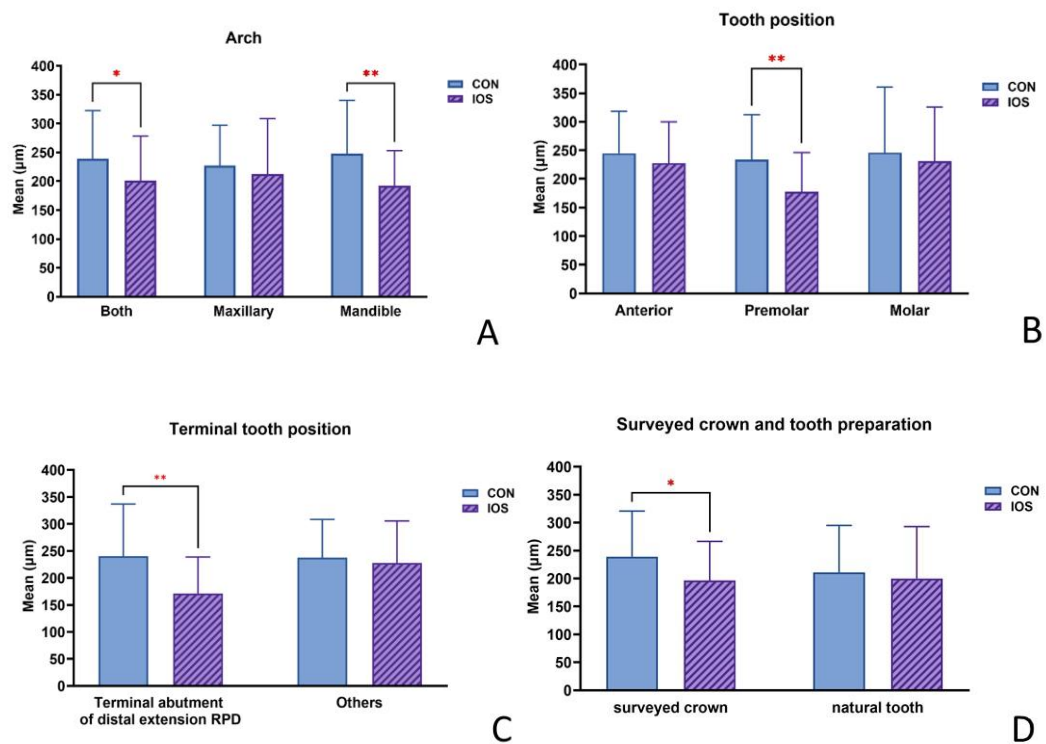 Arch
Mean (µm)
400
350
300
250
200
150
100
50
0
*
**
CON
IOS
Both Maxillary Mandible
A
Tooth position
Mean (µm)
400
350
300
250
200
150
100
50
0
**
CON
IOS
Anterior Premolar Molar
B
Terminal tooth position
Mean (µm)
400
350
300
250
200
150
100
50
0
**
CON
IOS
Terminal abutment
of distal extension RPD
Others
C
Surveyed crown and tooth preparation
Mean (µm)
400
350
300
250
200
150
100
50
0
*
CON
IOS
surveyed crown natural tooth
D